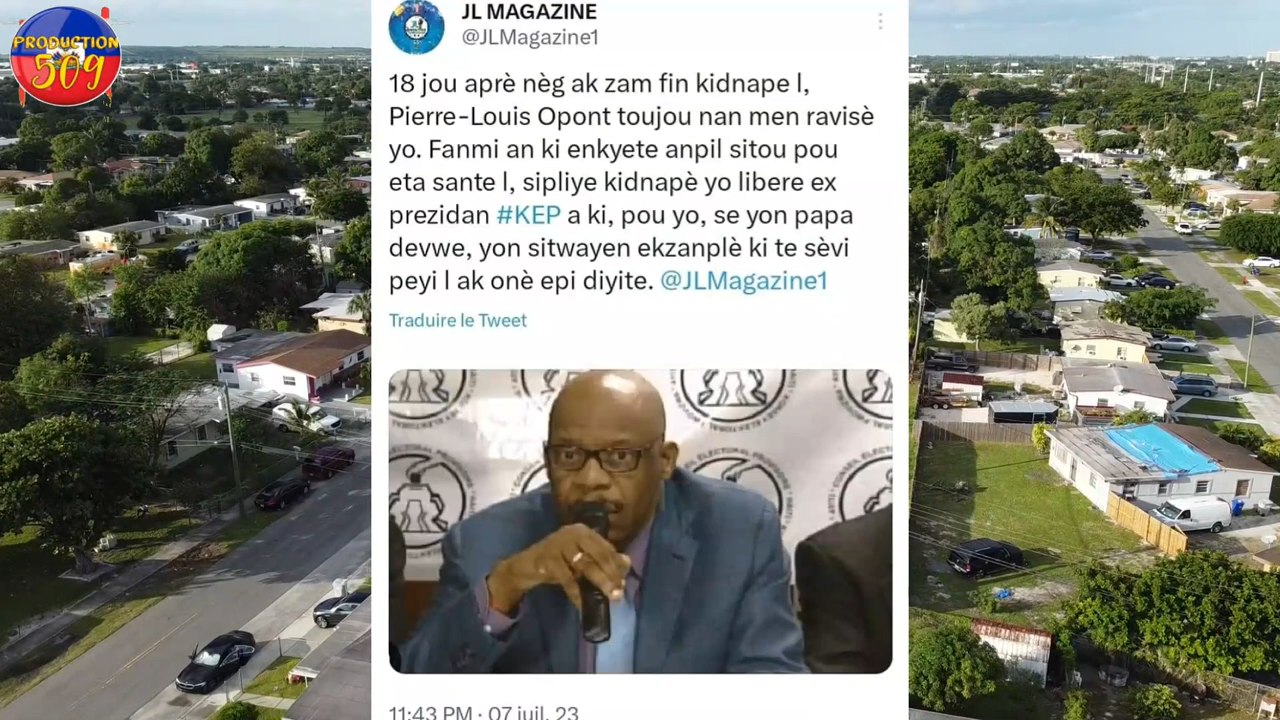 PRODUCTION
509
JL MAGAZINE
@JLMagazine1
18 jou aprè nèg ak zam fin kidnape l,
Pierre-Louis Opont toujou nan men ravisè
yo. Fanmi an ki enkyete anpil sitou pou
eta sante l, sipliye kidnapè yo libere ex
prezidan #KEP a ki, pou yo, se yon papa
devwe, yon sitwayen ekzanplè ki te sèvi
peyi l ak onè epi diyite. @JLMagazine1
Traduire le Tweet
11:43 PM · 07 juil. 23